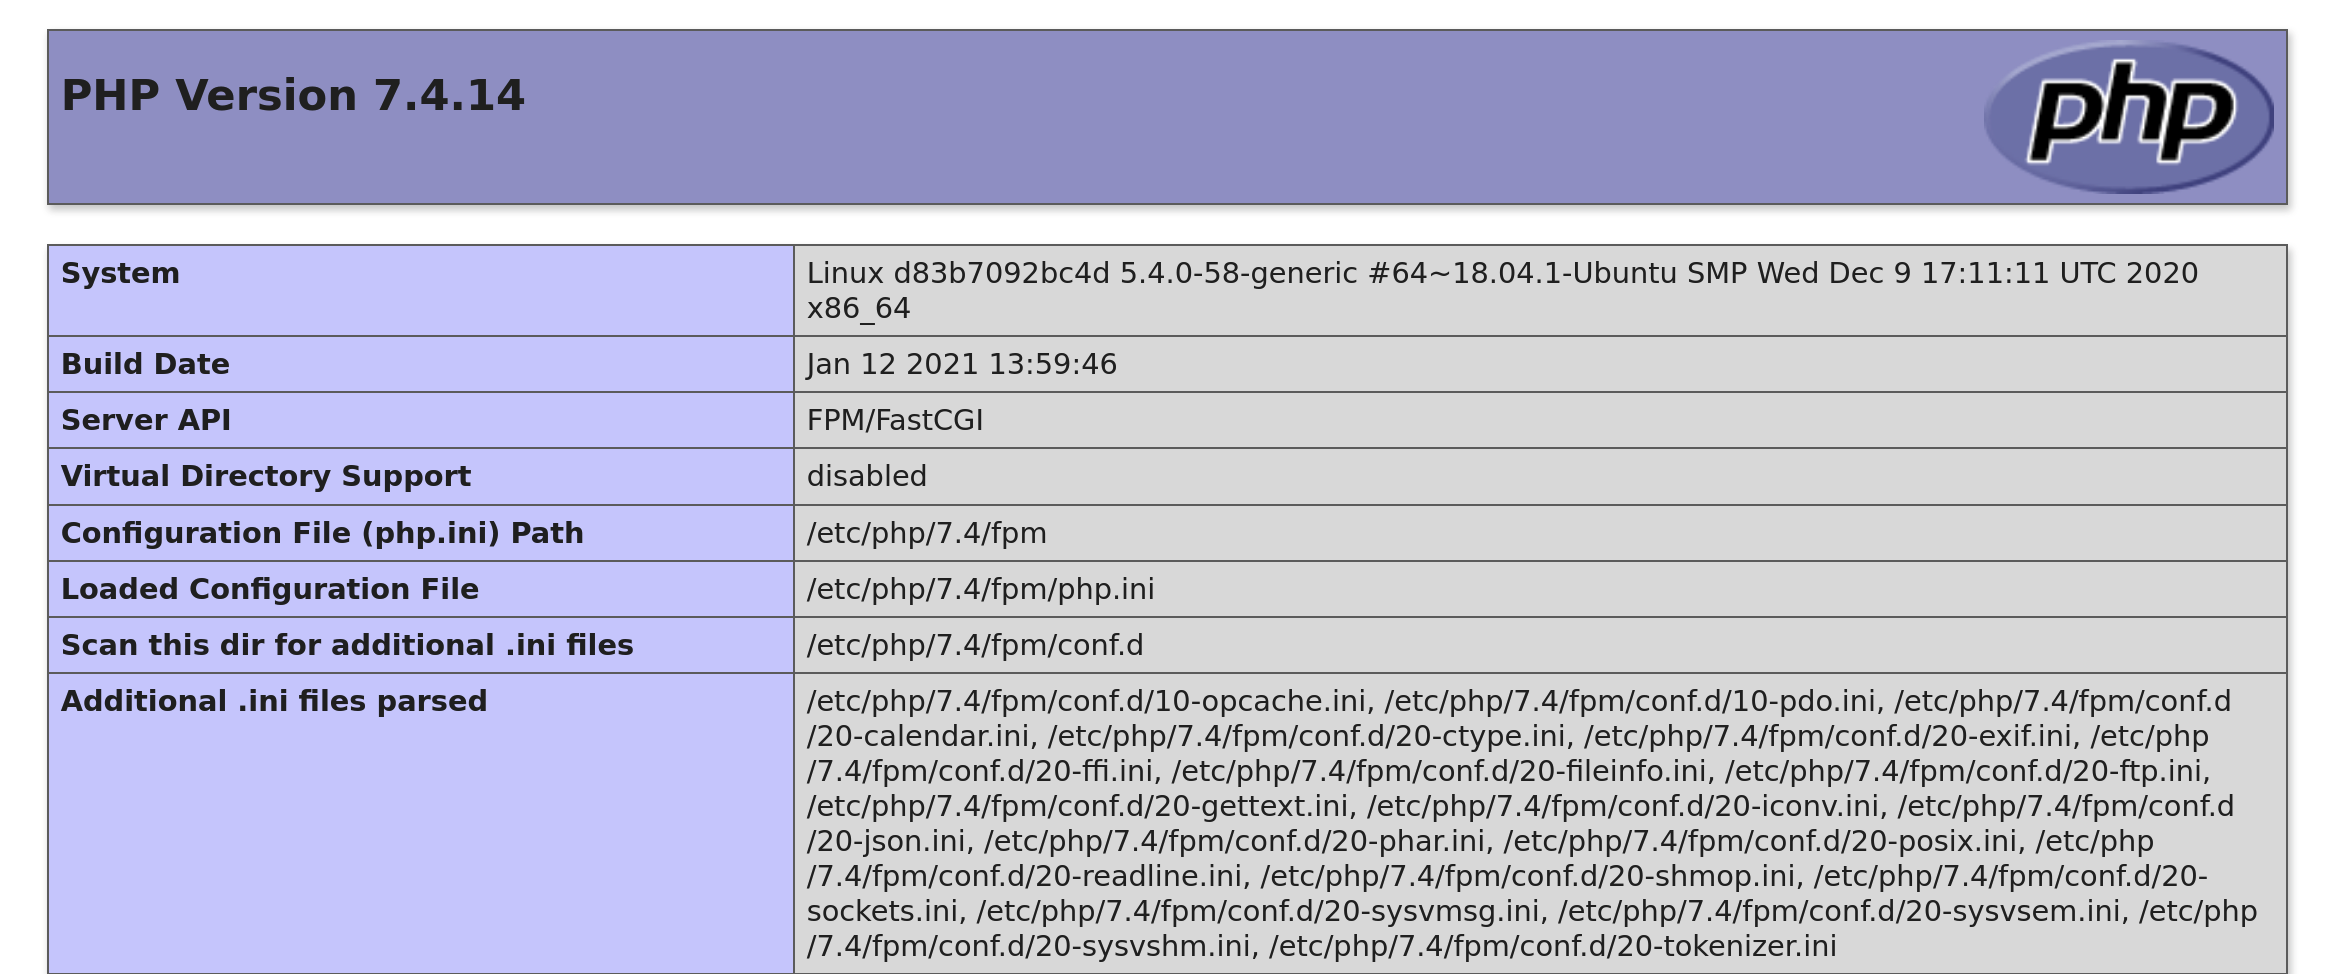 PHP Version 7.4.14
php
System
Linux d83b7092bc4d 5.4.0-58-generic #64~18.04.1-Ubuntu SMP Wed Dec 9 17:11:11 UTC 2020
x86_64
Build Date
Jan 12 2021 13:59:46
Server API
FPM/FastCGI
Virtual Directory Support
disabled
Configuration File (php.ini) Path
/etc/php/7.4/fpm
Loaded Configuration File
/etc/php/7.4/fpm/php.ini
Scan this dir for additional .ini files
/etc/php/7.4/fpm/conf.d
Additional .ini files parsed
/etc/php/7.4/fpm/conf.d/10-opcache.ini, /etc/php/7.4/fpm/conf.d/10-pdo.ini, /etc/php/7.4/fpm/conf.d
/20-calendar.ini, /etc/php/7.4/fpm/conf.d/20-ctype.ini, /etc/php/7.4/fpm/conf.d/20-exif.ini, /etc/php
/7.4/fpm/conf.d/20-ffi.ini, /etc/php/7.4/fpm/conf.d/20-fileinfo.ini, /etc/php/7.4/fpm/conf.d/20-ftp.ini,
/etc/php/7.4/fpm/conf.d/20-gettext.ini, /etc/php/7.4/fpm/conf.d/20-iconv.ini, /etc/php/7.4/fpm/conf.d
/20-json.ini, /etc/php/7.4/fpm/conf.d/20-phar.ini, /etc/php/7.4/fpm/conf.d/20-posix.ini, /etc/php
/7.4/fpm/conf.d/20-readline.ini, /etc/php/7.4/fpm/conf.d/20-shmop.ini, /etc/php/7.4/fpm/conf.d/20-
sockets.ini, /etc/php/7.4/fpm/conf.d/20-sysvmsg.ini, /etc/php/7.4/fpm/conf.d/20-sysvsem.ini, /etc/php
/7.4/fpm/conf.d/20-sysvshm.ini, /etc/php/7.4/fpm/conf.d/20-tokenizer.ini